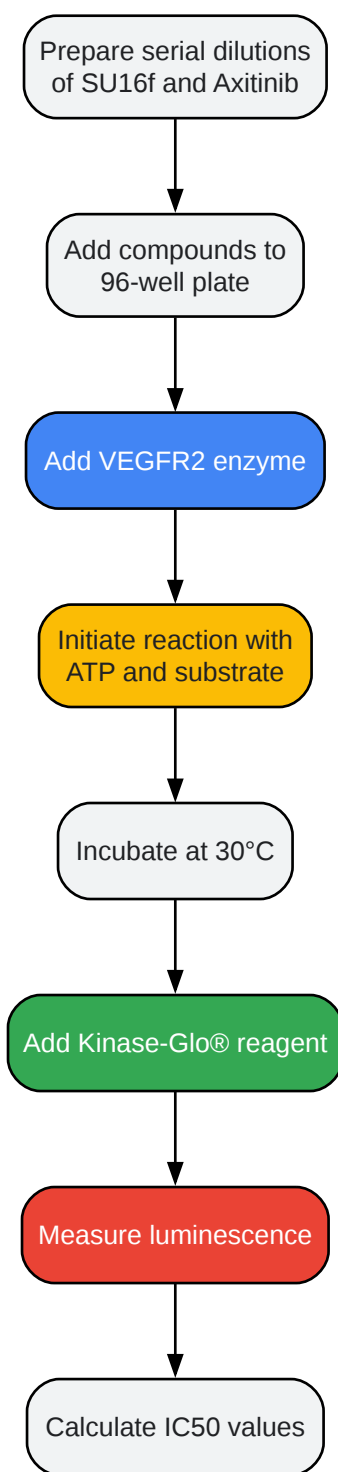 Prepare serial dilutions
of SU16f and Axitinib
Add compounds to
96-well plate
Add VEGFR2 enzyme
Initiate reaction with
ATP and substrate
Incubate at 30°C
Add Kinase-Glo® reagent
Measure luminescence
Calculate IC50 values